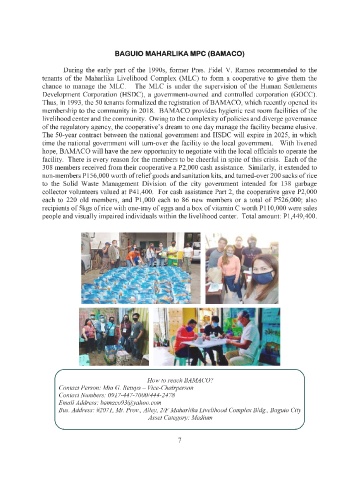 BAGUIO MAHARLIKA MPC (BAMACO)
During the early part of the 1990s, former Pres. Fidel V. Ramos recommended to the
tenants of the Maharlika Livelihood Complex (MLC) to form a cooperative to give them the
chance to manage the MLC. The MLC is under the supervision of the Human Settlements
Development Corporation (HSDC), a government-owned and controlled corporation (GOCC).
Thus, in 1993, the 50 tenants formalized the registration of BAMACO, which recently opened its
membership to the community in 2018. BAMACO provides hygienic rest room facilities of the
livelihood center and the community. Owing to the complexity of policies and diverge governance
of the regulatory agency, the cooperative's dream to one day manage the facility became elusive.
The 50-year contract between the national government and HSDC will expire in 2025, in which
time the national government will turn-over the facility to the local government. With livened
hope, BAMACO will have the new opportunity to negotiate with the local officials to operate the
facility. There is every reason for the members to be cheerful in spite of this crisis. Each of the
308 members received from their cooperative a P2,000 cash assistance. Similarly, it extended to
non-members P156,000 worth of relief goods and sanitation kits, and turned-over 200 sacks of rice
to the Solid Waste Management Division of the city government intended for 138 garbage
collector volunteers valued at P41,400. For cash assistance Part 2, the cooperative gave P2,000
each to 220 old members, and P1,000 each to 86 new members or a total of P526,000; also
recipients of 5kgs of rice with one-tray of eggs and a box of vitamin C worth P110,000 were sales
people and visually impaired individuals within the livelihood center. Total amount: P1,449,400.
How to reach BAMACO?
Contact Person: G. – Vice-Chairperson
Contact Numbers:
Email Address:
Bus. Address: #207L, Mt. Prov., Alley, 2/F Maharlika Livelihood Complex Bldg., Baguio City
Asset Category: Medium
7